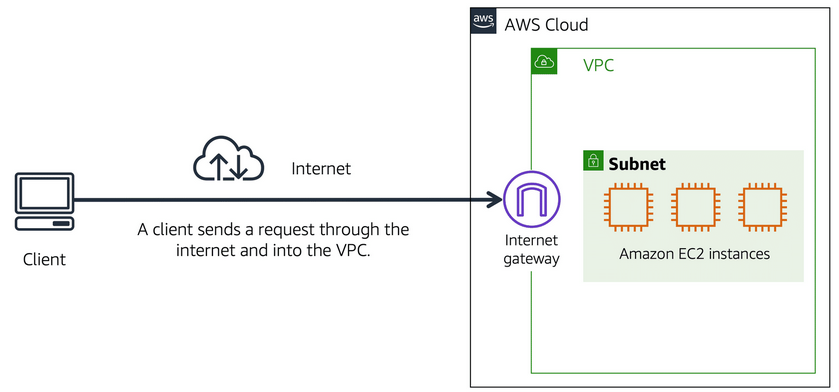 aws
AWS Cloud
VPC
Internet
Subnet
A client sends a request through the
internet and into the VPC.
Client
Internet
gateway
Amazon EC2 instances